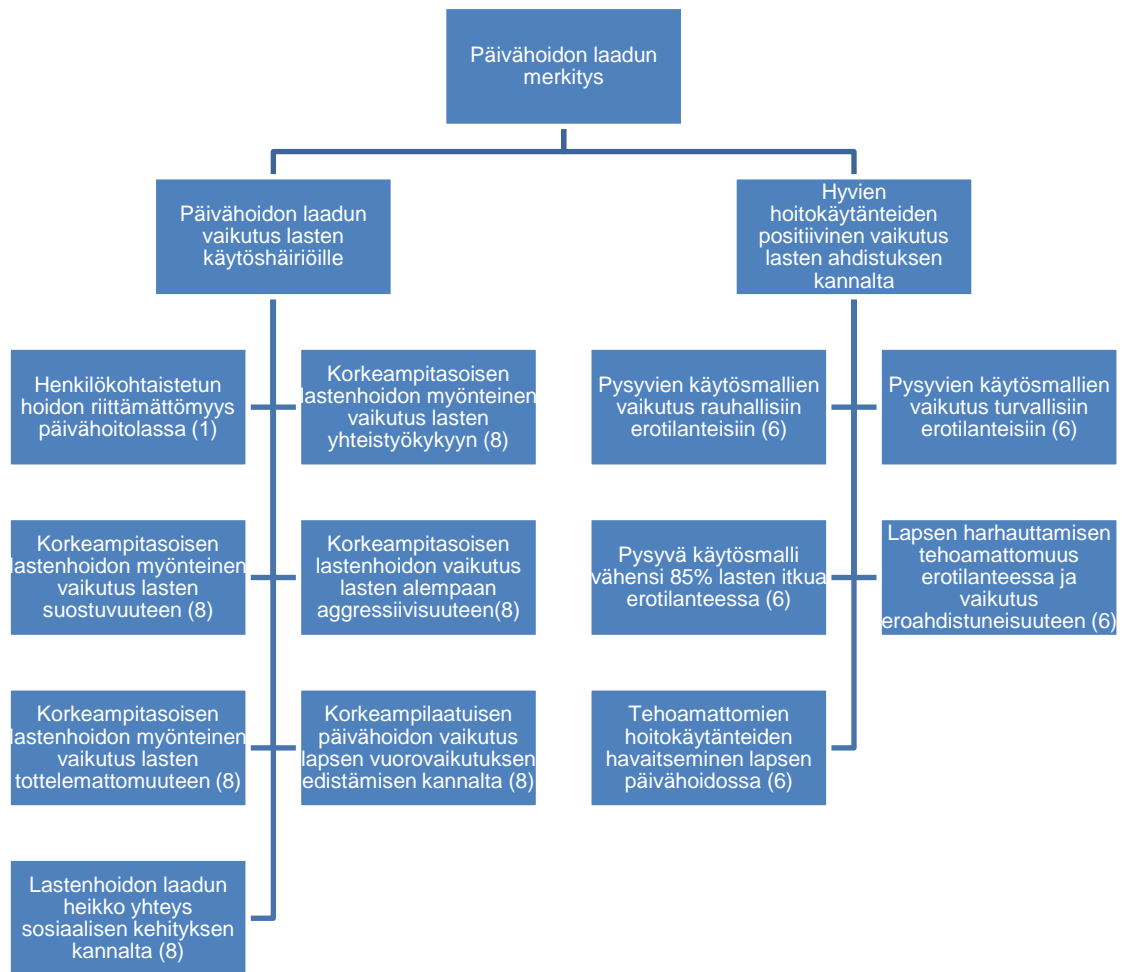 Päivähoidon laadun
merkitys
Päivähoidon laadun
vaikutus lasten
käytöshäiriöille
Hyvien
hoitokäytänteiden
positiivinen vaikutus
lasten ahdistuksen
kannalta
Henkilökohtaistetun
hoidon riittämättömyys
päivähoitolassa (1)
Korkeampitasoisen
lastenhoidon myönteinen
vaikutus lasten
yhteistyökykyyn (8)
Pysyvien käytösmallien
vaikutus rauhallisiin
erotilanteisiin (6)
Pysyvien käytösmallien
vaikutus turvallisiin
erotilanteisiin (6)
Korkeampitasoisen
lastenhoidon myönteinen
vaikutus lasten
suostuvuuteen (8)
Korkeampitasoisen
lastenhoidon vaikutus
lasten alempaan
aggressiivisuuteen(8)
Pysyvä käytösmalli
vähensi 85% lasten itkua
erotilanteessa (6)
Lapsen harhauttamisen
tehoamattomuus
erotilanteessa ja
vaikutus
eroahdistuneisuuteen (6)
Korkeampitasoisen
lastenhoidon myönteinen
vaikutus lasten
tottelemattomuuteen (8)
Korkeampilaatuisen
päivähoidon vaikutus
lapsen vuorovaikutuksen
edistämisen kannalta (8)
Tehoamattomien
hoitokäytänteiden
havaitseminen lapsen
päivähoidossa (6)
Lastenhoidon laadun
heikko yhteys
sosiaalisen kehityksen
kannalta (8)